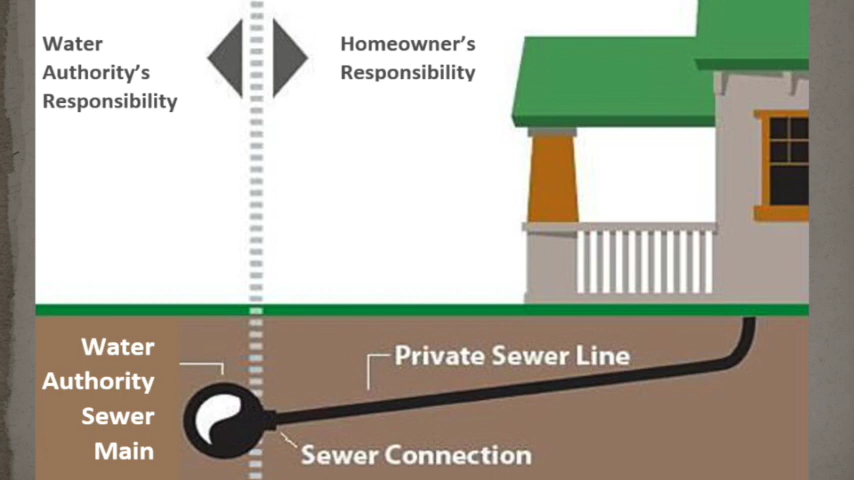 Water
Authority's
Responsibility
Homeowner's
Responsibility
Water
Authority
Sewer
Main
Private Sewer Line
Sewer Connection